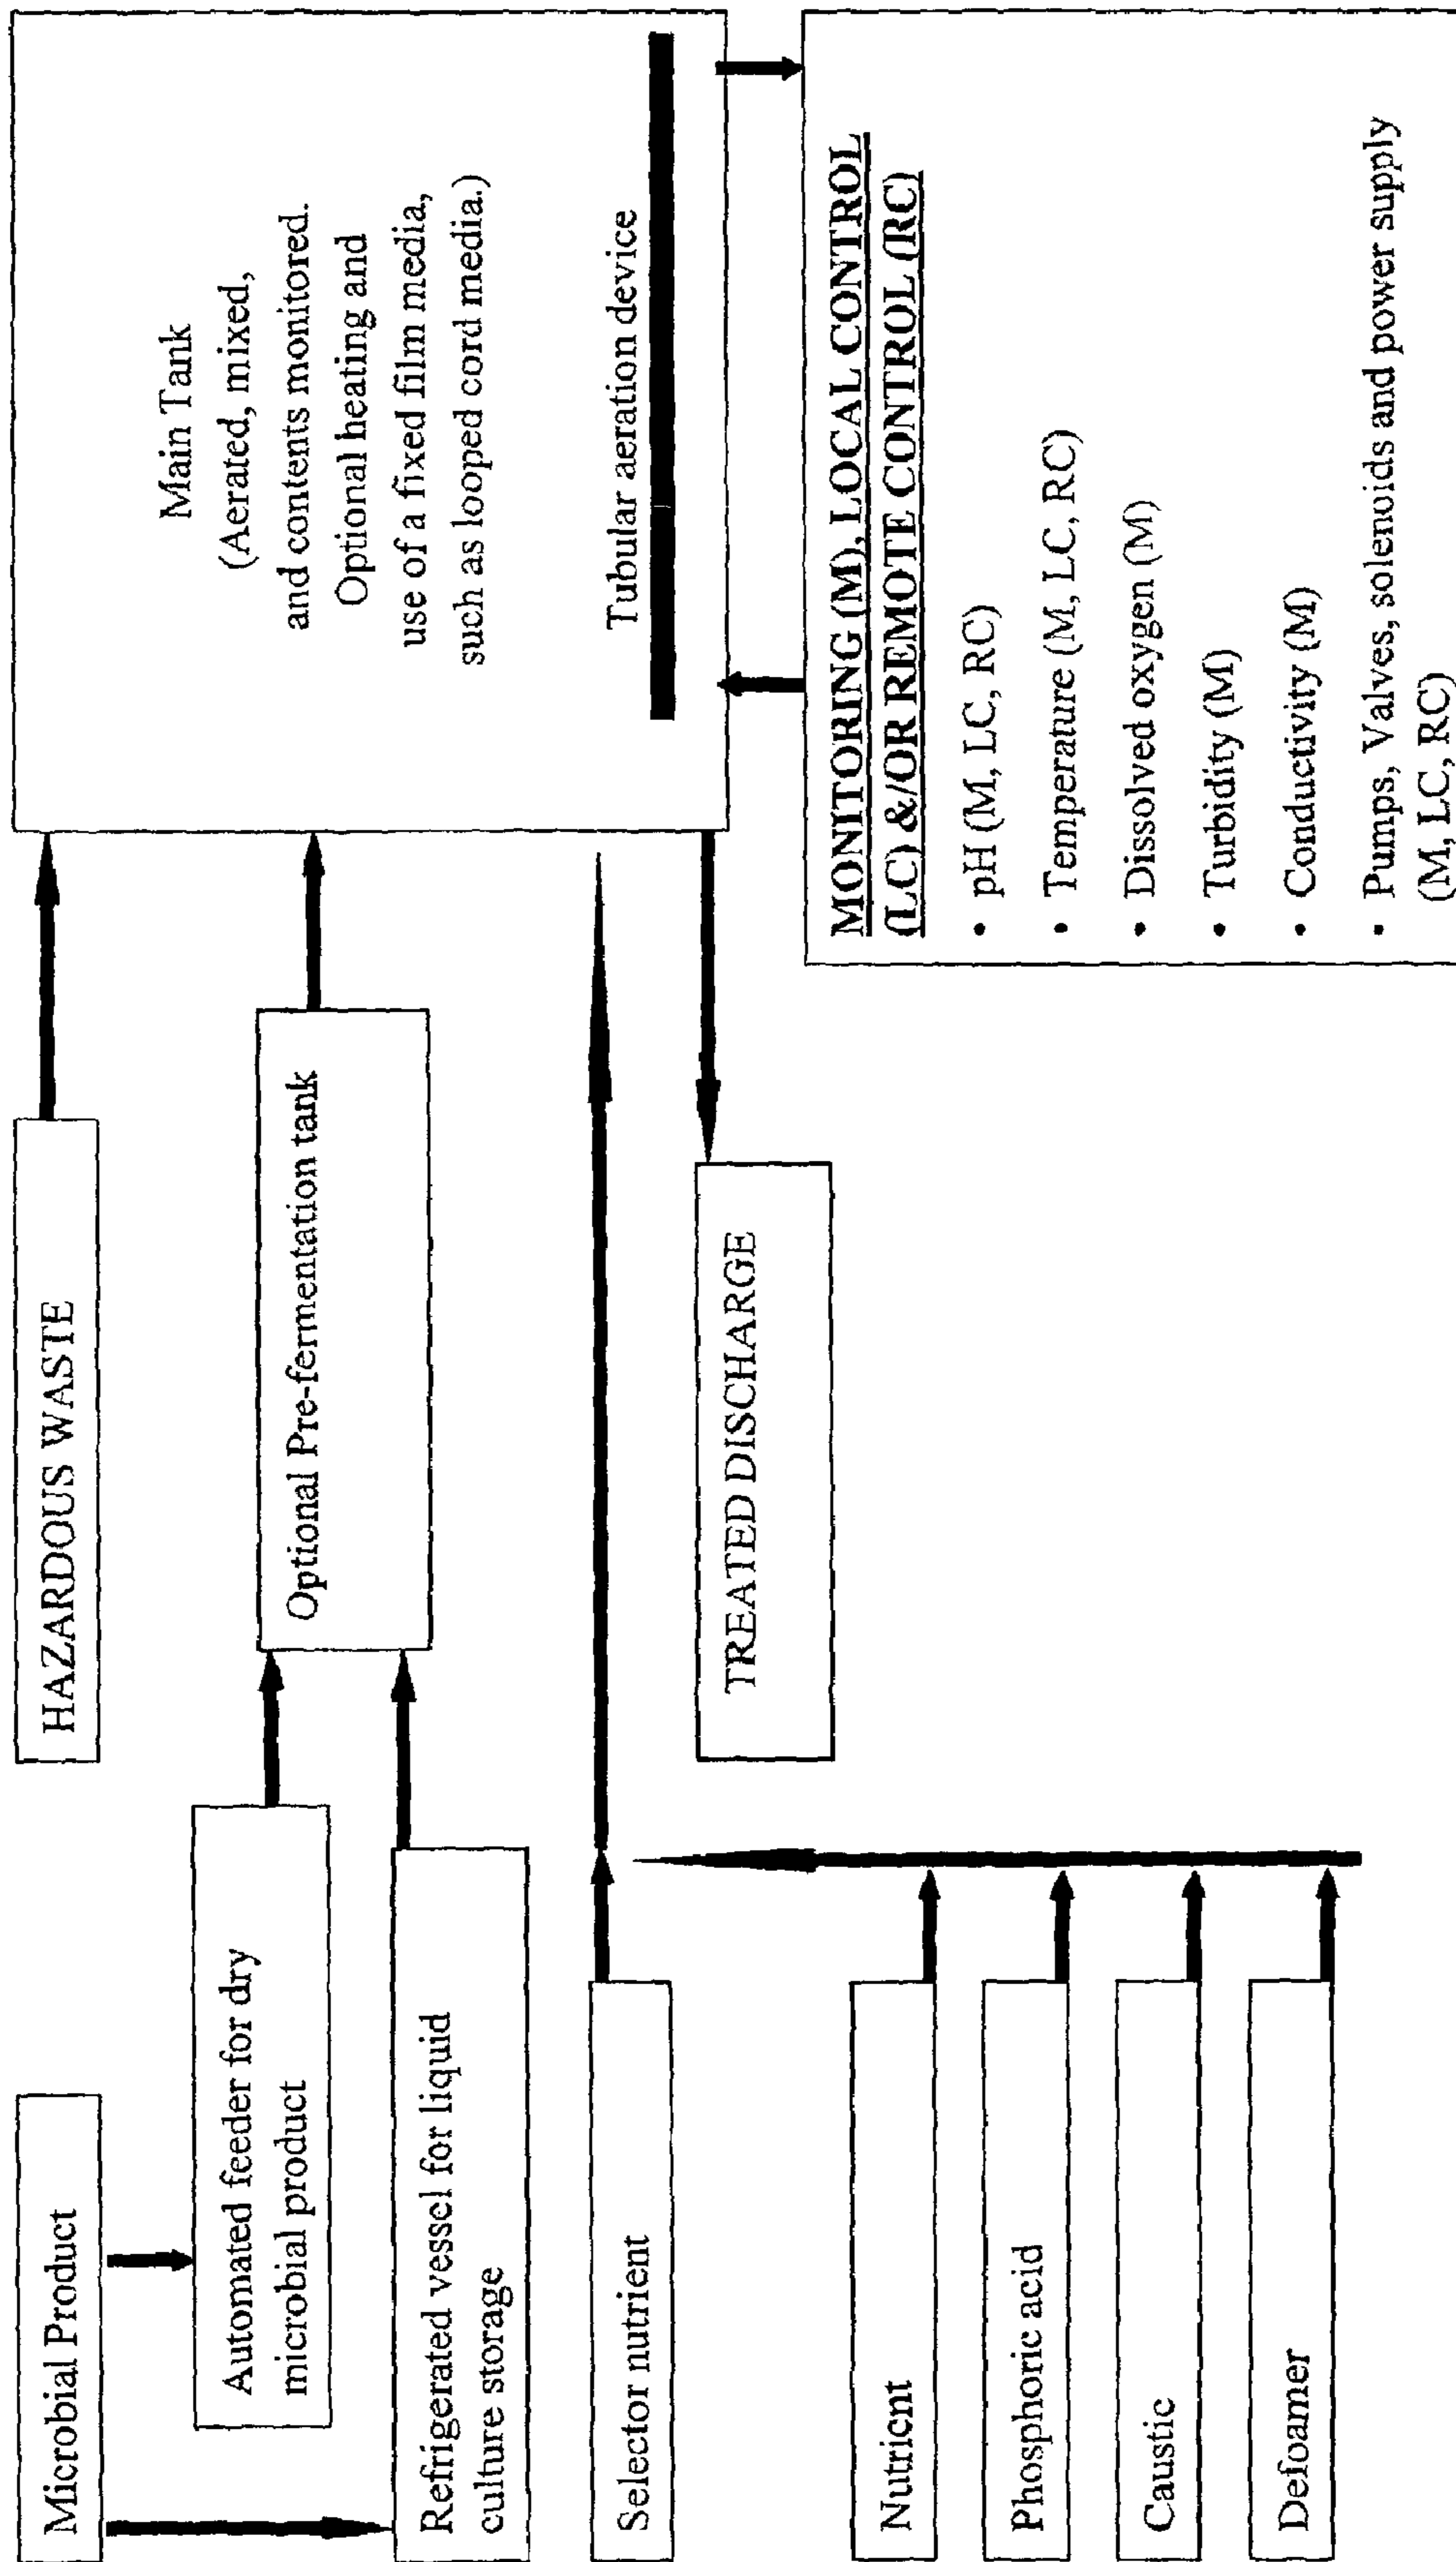 Microbial Product
Automated feeder for dry
microbial product
Refrigerated vessel for liquid
culture storage
Selector nutrient
Nutrient
Phosphoric acid
Caustic
Defoamer
HAZARDOUS WASTE
Optional Pre-fermentation tank
TREATED DISCHARGE
Main Tank
(Aerated, mixed,
and contents monitored.
Optional heating and
use of a fixed film media,
such as looped cord media.)
Tubular aeration device
MONITORING (M), LOCAL CONTROL
(LC) &/OR REMOTE CONTROL (RC)
• pH (M, LC, RC)
• Temperature (M, LC, RC)
• Dissolved oxygen (M)
• Turbidity (M)
• Conductivity (M)
• Pumps, Valves, solenoids and power supply
(M, LC, RC)